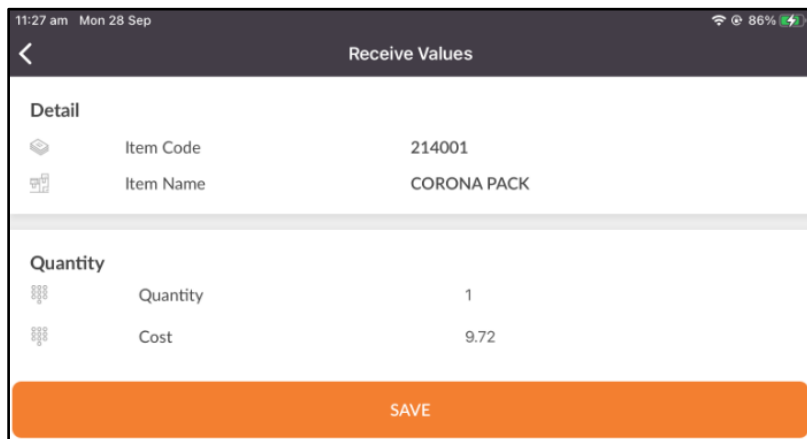 11:27 am Mon 28 Sep 86%
Receive Values
Detail
Item Code 214001
Item Name CORONA PACK
Quantity
Quantity 1
Cost 9.72
SAVE